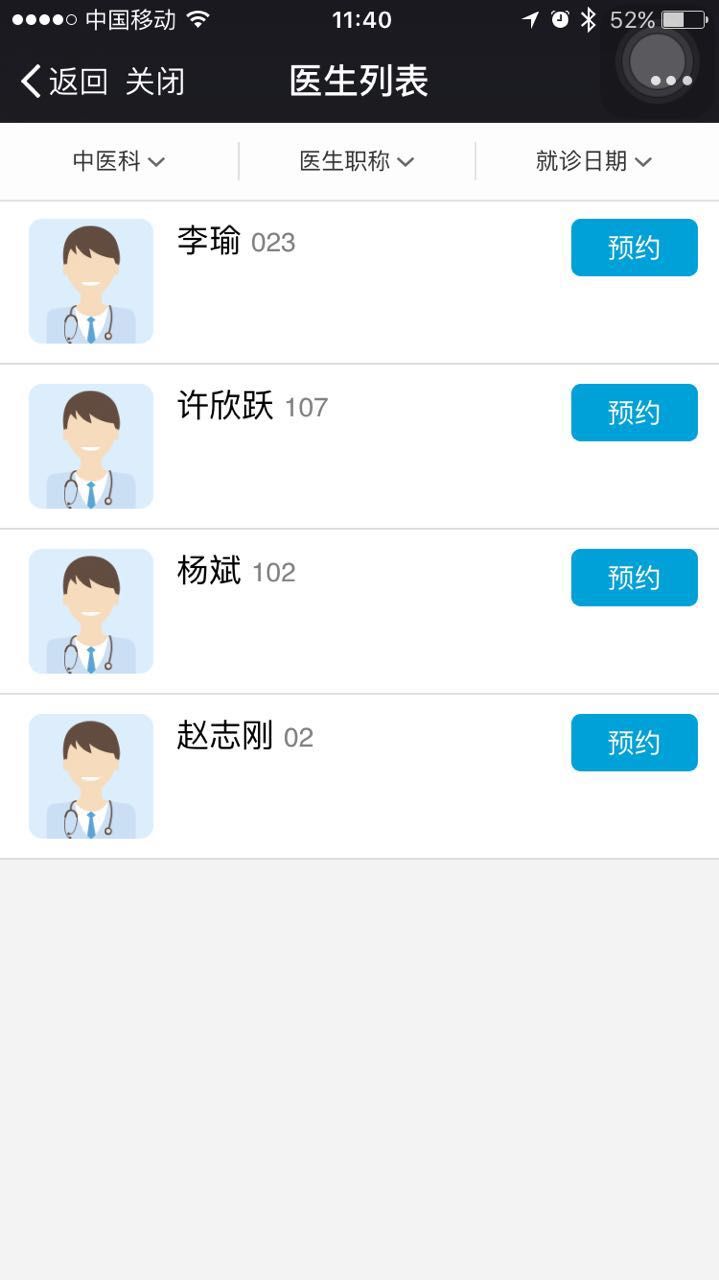 中国移动 11:40 52%
返回 关闭 医生列表
中医科 医生职称 就诊日期
李瑜 023 预约
许欣跃 107 预约
杨斌 102 预约
赵志刚 02 预约